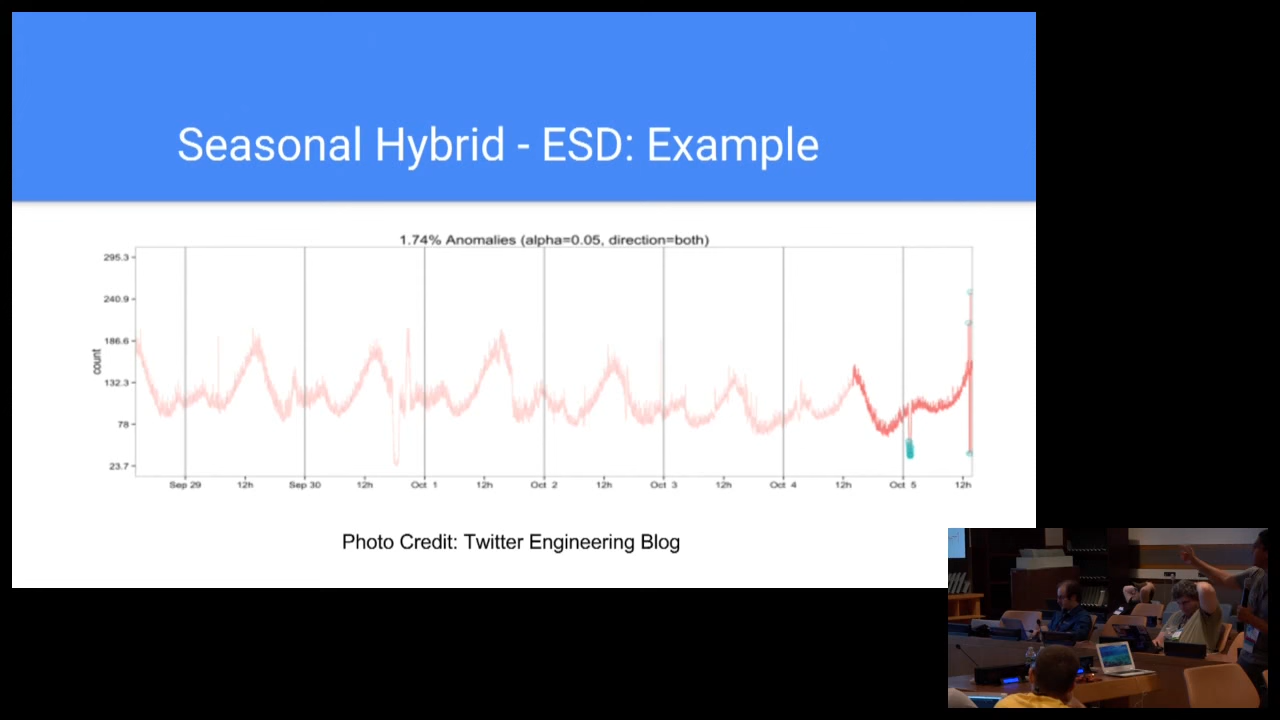 Seasonal Hybrid - ESD: Example
1.74% Anomalies (alpha=0.05, direction=both)
295.3
240.9
186.6
132.3
78
23.7
count
Sep 29 12h Sep 30 12h Oct 1 12h Oct 2 12h Oct 3 12h Oct 4 12h Oct 5 12h
Photo Credit: Twitter Engineering Blog